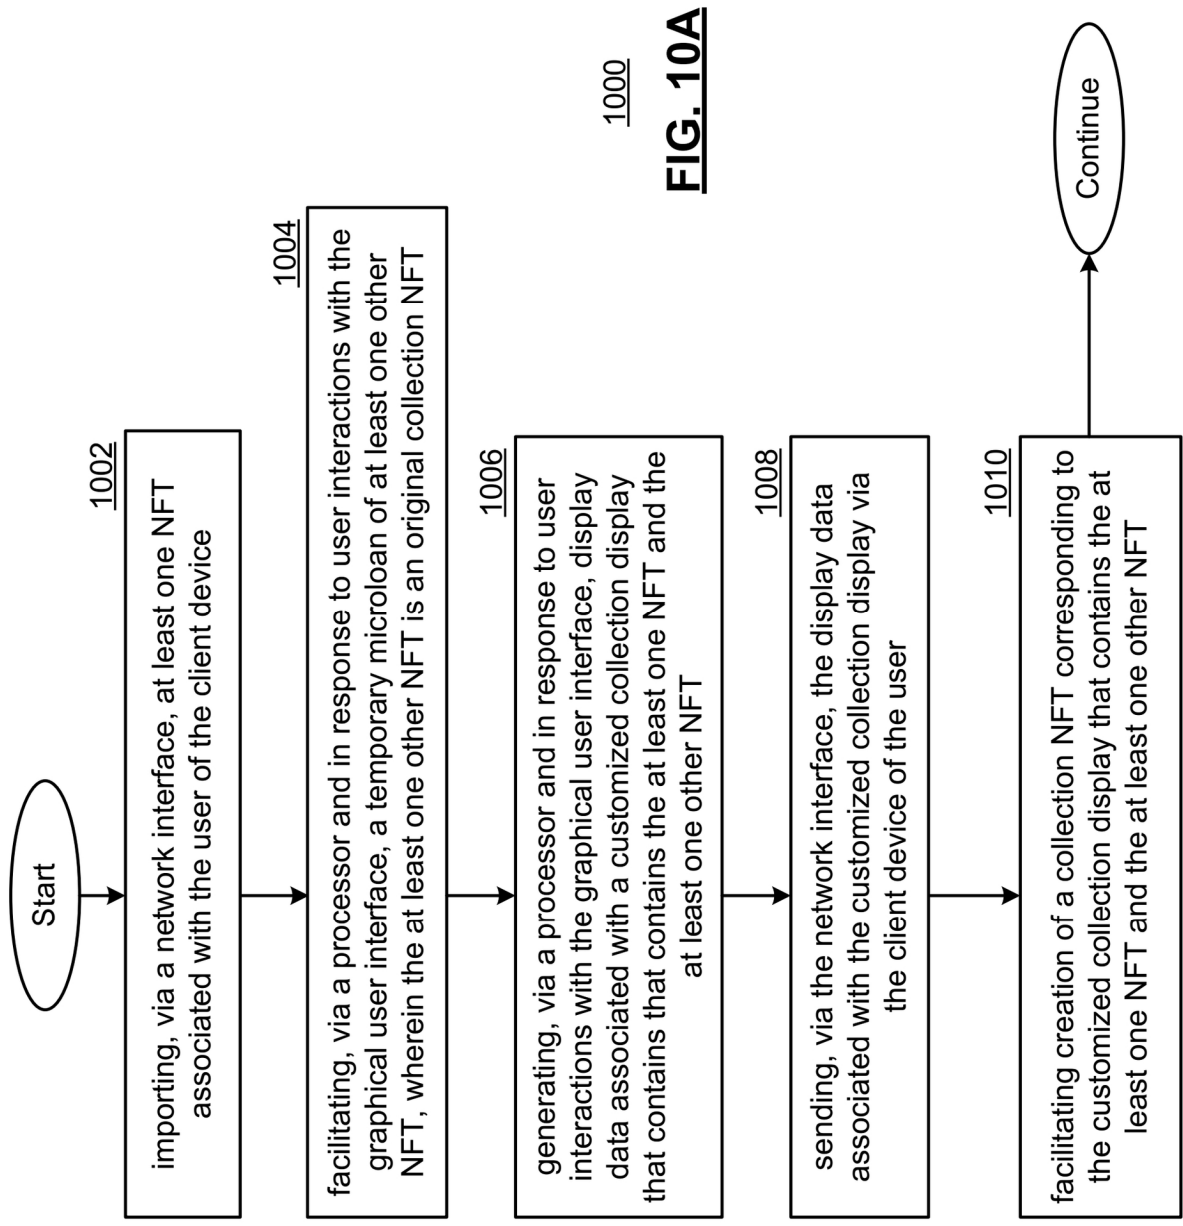 Start
1002
importing, via a network interface, at least one NFT
associated with the user of the client device
1004
facilitating, via a processor and in response to user interactions with the
graphical user interface, a temporary microloan of at least one other
NFT, wherein the at least one other NFT is an original collection NFT
1006
generating, via a processor and in response to user
interactions with the graphical user interface, display
data associated with a customized collection display
that contains that contains the at least one NFT and the
at least one other NFT
1008
sending, via the network interface, the display data
associated with the customized collection display via
the client device of the user
1010
facilitating creation of a collection NFT corresponding to
the customized collection display that contains the at
least one NFT and the at least one other NFT
Continue
1000
FIG. 10A